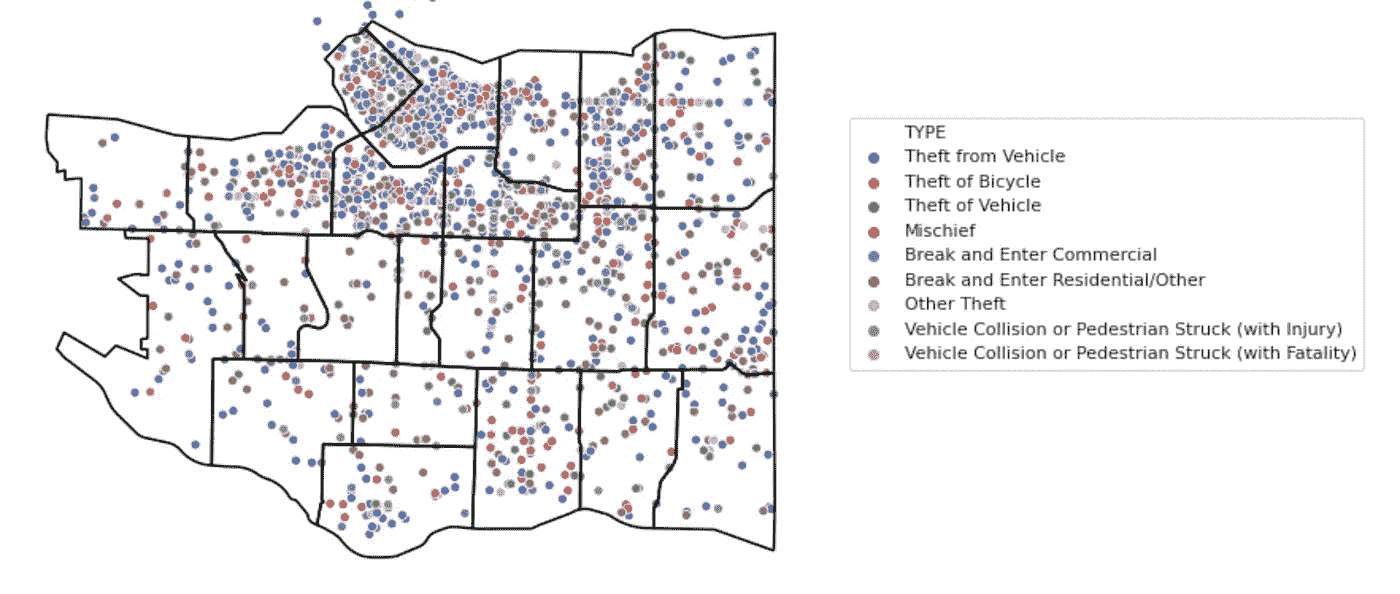 TYPE
Theft from Vehicle
Theft of Bicycle
Theft of Vehicle
Mischief
Break and Enter Commercial
Break and Enter Residential/Other
Other Theft
Vehicle Collision or Pedestrian Struck (with Injury)
Vehicle Collision or Pedestrian Struck (with Fatality)